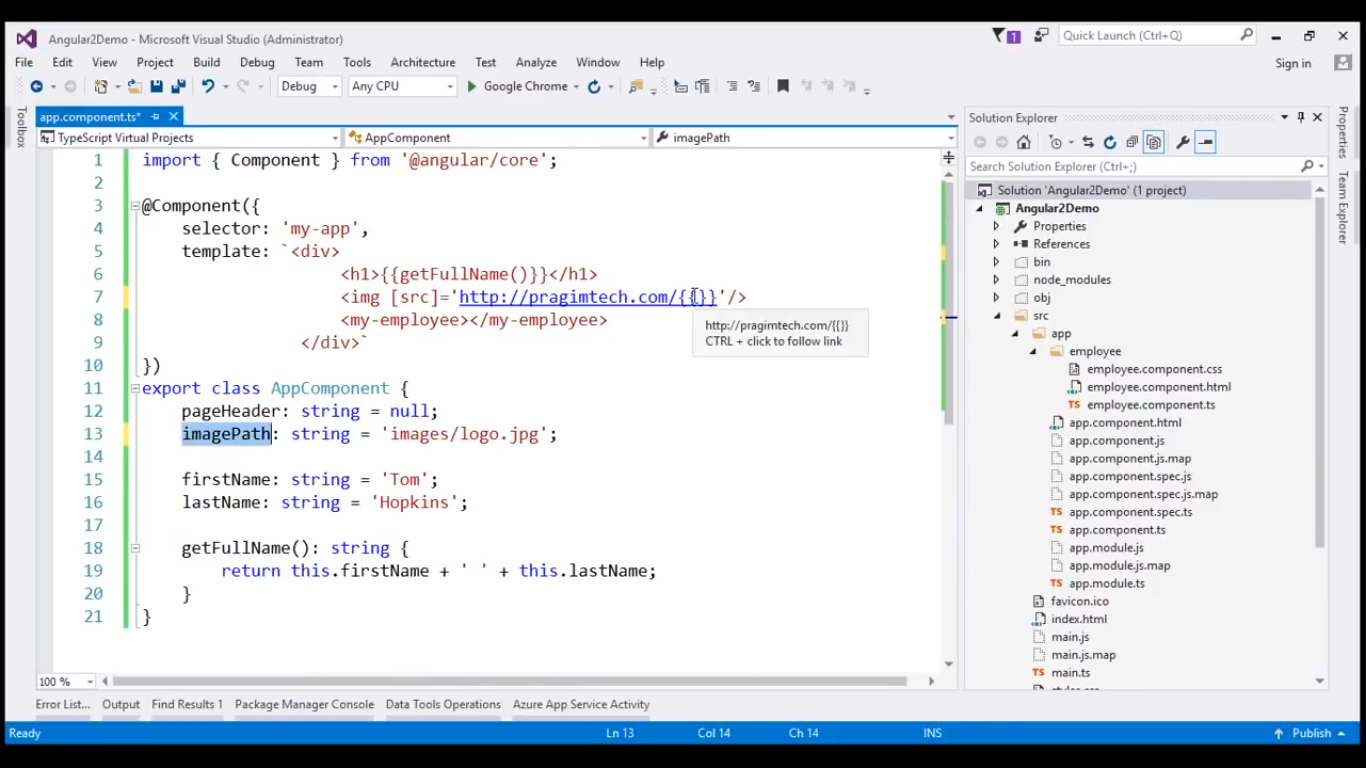 Angular2Demo - Microsoft Visual Studio (Administrator)
1
Quick Launch (Ctrl+Q)
File Edit View Project Build Debug Team Tools Architecture Test Analyze Window Help
Sign in
Debug Any CPU Google Chrome
Toolbox
app.component.ts*
TypeScript Virtual Projects AppComponent imagePath
1 import { Component } from '@angular/core';
2
3 @Component({
4 selector: 'my-app',
5 template: `<div>
6 <h1>{{getFullName()}}</h1>
7 <img [src]='http://pragimtech.com/{{}}'/>
8 <my-employee></my-employee>
9 </div>`
10 })
11 export class AppComponent {
12 pageHeader: string = null;
13 imagePath: string = 'images/logo.jpg';
14
15 firstName: string = 'Tom';
16 lastName: string = 'Hopkins';
17
18 getFullName(): string {
19 return this.firstName + ' ' + this.lastName;
20 }
21 }
http://pragimtech.com/{{}}
CTRL + click to follow link
100 %
Solution Explorer
Search Solution Explorer (Ctrl+;)
Solution 'Angular2Demo' (1 project)
Angular2Demo
Properties
References
bin
node_modules
obj
src
app
employee
employee.component.css
employee.component.html
employee.component.ts
app.component.html
app.component.js
app.component.js.map
app.component.spec.js
app.component.spec.js.map
app.component.spec.ts
app.component.ts
app.module.js
app.module.js.map
app.module.ts
favicon.ico
index.html
main.js
main.js.map
main.ts
Properties
Team Explorer
Error List... Output Find Results 1 Package Manager Console Data Tools Operations Azure App Service Activity
Ready Ln 13 Col 14 Ch 14 INS Publish